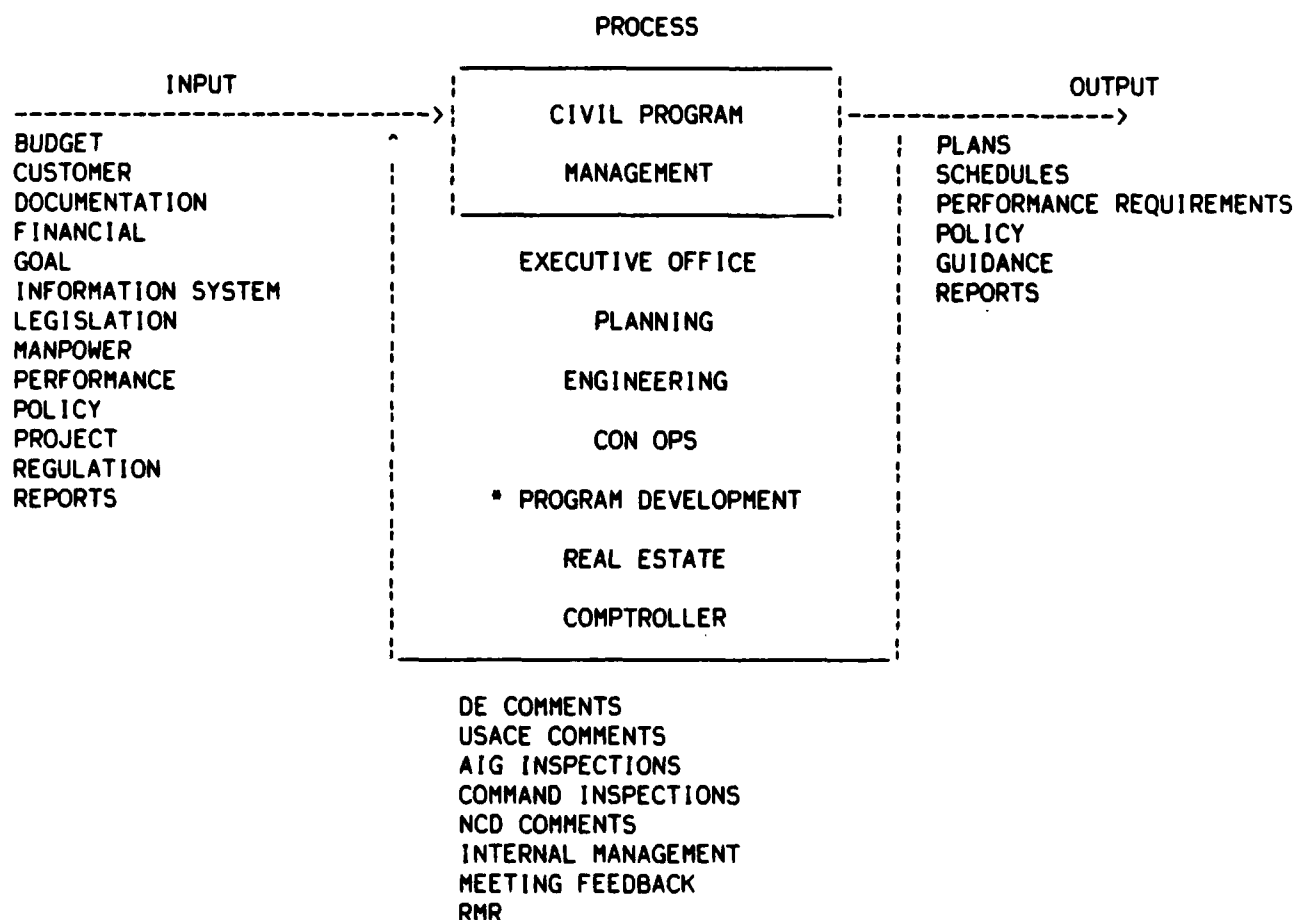 PROCESS
INPUT
OUTPUT
CIVIL PROGRAM
MANAGEMENT
BUDGET
CUSTOMER
DOCUMENTATION
FINANCIAL
GOAL
INFORMATION SYSTEM
LEGISLATION
MANPOWER
PERFORMANCE
POLICY
PROJECT
REGULATION
REPORTS
EXECUTIVE OFFICE
PLANNING
ENGINEERING
CON OPS
* PROGRAM DEVELOPMENT
REAL ESTATE
COMPTROLLER
PLANS
SCHEDULES
PERFORMANCE REQUIREMENTS
POLICY
GUIDANCE
REPORTS
DE COMMENTS
USACE COMMENTS
AIG INSPECTIONS
COMMAND INSPECTIONS
NCD COMMENTS
INTERNAL MANAGEMENT
MEETING FEEDBACK
RMR